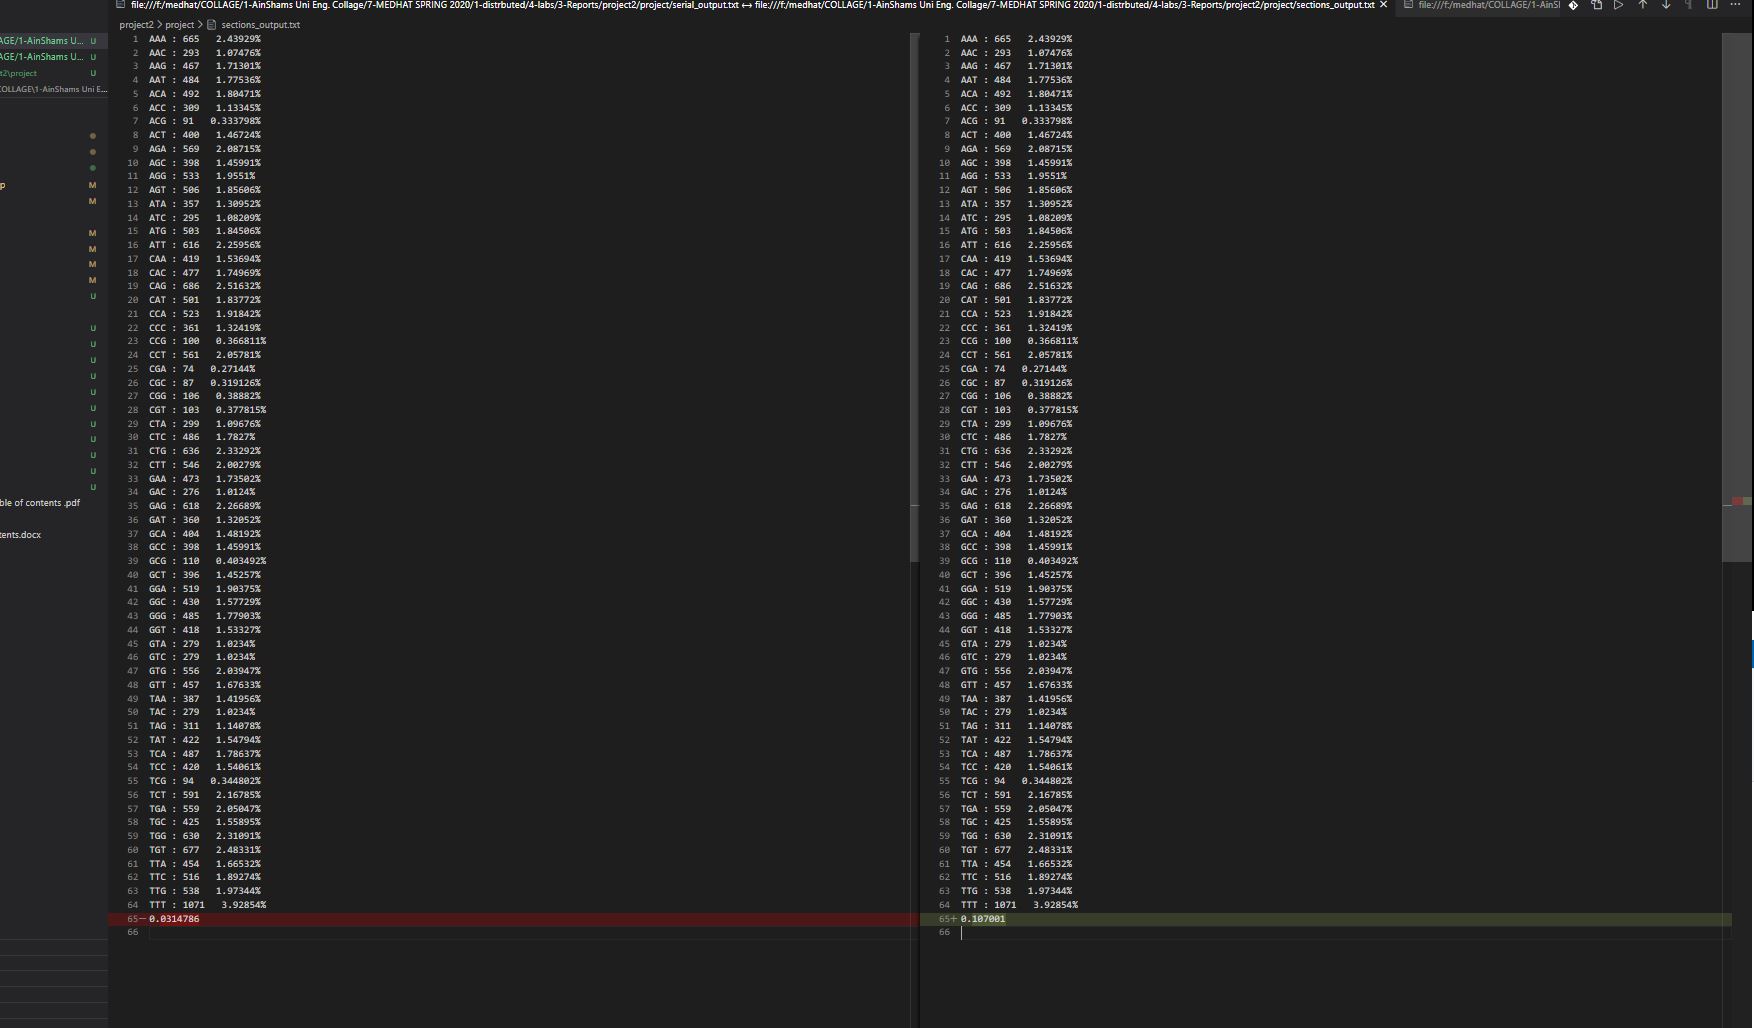 file:///f:/medhat/COLLAGE/1-AinShams Uni Eng. Collage/7-MEDHAT SPRING 2020/1-distrbuted/4-labs/3-Reports/project2/project/serial_output.txt ↔ file:///f:/medhat/COLLAGE/1-AinShams Uni Eng. Collage/7-MEDHAT SPRING 2020/1-distrbuted/4-labs/3-Reports/project2/project/sections_output.txt × file:///f:/medhat/COLLAGE/1-AinSl
project2 > project > sections_output.txt
AGE/1-AinShams U... U
AGE/1-AinShams U... U
t2\project U
COLLAGE\1-AinShams Uni E...
p M
M
M
M
M
M
U
U
U
U
U
U
U
U
U
U
U
U
ble of contents .pdf
tents.docx
1 AAA : 665 2.43929% 1 AAA : 665 2.43929%
2 AAC : 293 1.07476% 2 AAC : 293 1.07476%
3 AAG : 467 1.71301% 3 AAG : 467 1.71301%
4 AAT : 484 1.77536% 4 AAT : 484 1.77536%
5 ACA : 492 1.80471% 5 ACA : 492 1.80471%
6 ACC : 309 1.13345% 6 ACC : 309 1.13345%
7 ACG : 91 0.333798% 7 ACG : 91 0.333798%
8 ACT : 400 1.46724% 8 ACT : 400 1.46724%
9 AGA : 569 2.08715% 9 AGA : 569 2.08715%
10 AGC : 398 1.45991% 10 AGC : 398 1.45991%
11 AGG : 533 1.9551% 11 AGG : 533 1.9551%
12 AGT : 506 1.85606% 12 AGT : 506 1.85606%
13 ATA : 357 1.30952% 13 ATA : 357 1.30952%
14 ATC : 295 1.08209% 14 ATC : 295 1.08209%
15 ATG : 503 1.84506% 15 ATG : 503 1.84506%
16 ATT : 616 2.25956% 16 ATT : 616 2.25956%
17 CAA : 419 1.53694% 17 CAA : 419 1.53694%
18 CAC : 477 1.74969% 18 CAC : 477 1.74969%
19 CAG : 686 2.51632% 19 CAG : 686 2.51632%
20 CAT : 501 1.83772% 20 CAT : 501 1.83772%
21 CCA : 523 1.91842% 21 CCA : 523 1.91842%
22 CCC : 361 1.32419% 22 CCC : 361 1.32419%
23 CCG : 100 0.366811% 23 CCG : 100 0.366811%
24 CCT : 561 2.05781% 24 CCT : 561 2.05781%
25 CGA : 74 0.27144% 25 CGA : 74 0.27144%
26 CGC : 87 0.319126% 26 CGC : 87 0.319126%
27 CGG : 106 0.38882% 27 CGG : 106 0.38882%
28 CGT : 103 0.377815% 28 CGT : 103 0.377815%
29 CTA : 299 1.09676% 29 CTA : 299 1.09676%
30 CTC : 486 1.7827% 30 CTC : 486 1.7827%
31 CTG : 636 2.33292% 31 CTG : 636 2.33292%
32 CTT : 546 2.00279% 32 CTT : 546 2.00279%
33 GAA : 473 1.73502% 33 GAA : 473 1.73502%
34 GAC : 276 1.0124% 34 GAC : 276 1.0124%
35 GAG : 618 2.26689% 35 GAG : 618 2.26689%
36 GAT : 360 1.32052% 36 GAT : 360 1.32052%
37 GCA : 404 1.48192% 37 GCA : 404 1.48192%
38 GCC : 398 1.45991% 38 GCC : 398 1.45991%
39 GCG : 110 0.403492% 39 GCG : 110 0.403492%
40 GCT : 396 1.45257% 40 GCT : 396 1.45257%
41 GGA : 519 1.90375% 41 GGA : 519 1.90375%
42 GGC : 430 1.57729% 42 GGC : 430 1.57729%
43 GGG : 485 1.77903% 43 GGG : 485 1.77903%
44 GGT : 418 1.53327% 44 GGT : 418 1.53327%
45 GTA : 279 1.0234% 45 GTA : 279 1.0234%
46 GTC : 279 1.0234% 46 GTC : 279 1.0234%
47 GTG : 556 2.03947% 47 GTG : 556 2.03947%
48 GTT : 457 1.67633% 48 GTT : 457 1.67633%
49 TAA : 387 1.41956% 49 TAA : 387 1.41956%
50 TAC : 279 1.0234% 50 TAC : 279 1.0234%
51 TAG : 311 1.14078% 51 TAG : 311 1.14078%
52 TAT : 422 1.54794% 52 TAT : 422 1.54794%
53 TCA : 487 1.78637% 53 TCA : 487 1.78637%
54 TCC : 420 1.54061% 54 TCC : 420 1.54061%
55 TCG : 94 0.344802% 55 TCG : 94 0.344802%
56 TCT : 591 2.16785% 56 TCT : 591 2.16785%
57 TGA : 559 2.05047% 57 TGA : 559 2.05047%
58 TGC : 425 1.55895% 58 TGC : 425 1.55895%
59 TGG : 630 2.31091% 59 TGG : 630 2.31091%
60 TGT : 677 2.48331% 60 TGT : 677 2.48331%
61 TTA : 454 1.66532% 61 TTA : 454 1.66532%
62 TTC : 516 1.89274% 62 TTC : 516 1.89274%
63 TTG : 538 1.97344% 63 TTG : 538 1.97344%
64 TTT : 1071 3.92854% 64 TTT : 1071 3.92854%
65− 0.0314786 65+ 0.107001
66 66